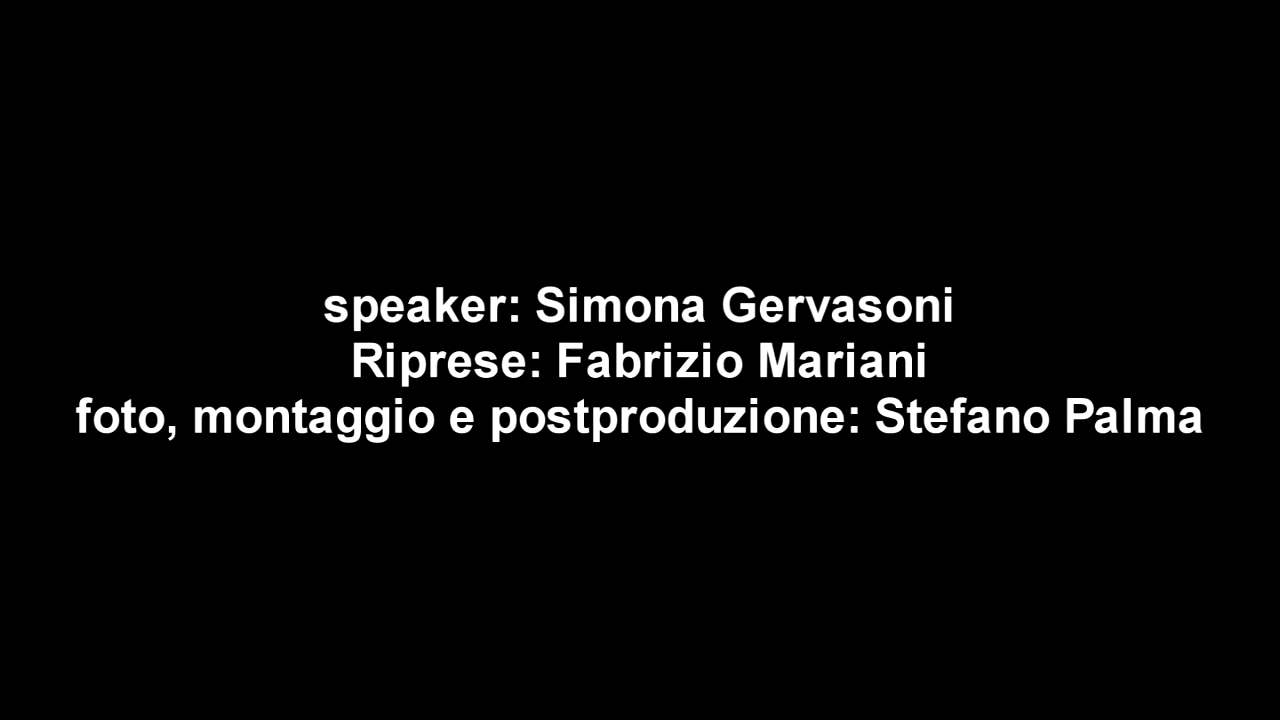 speaker: Simona Gervasoni
Riprese: Fabrizio Mariani
foto, montaggio e postproduzione: Stefano Palma